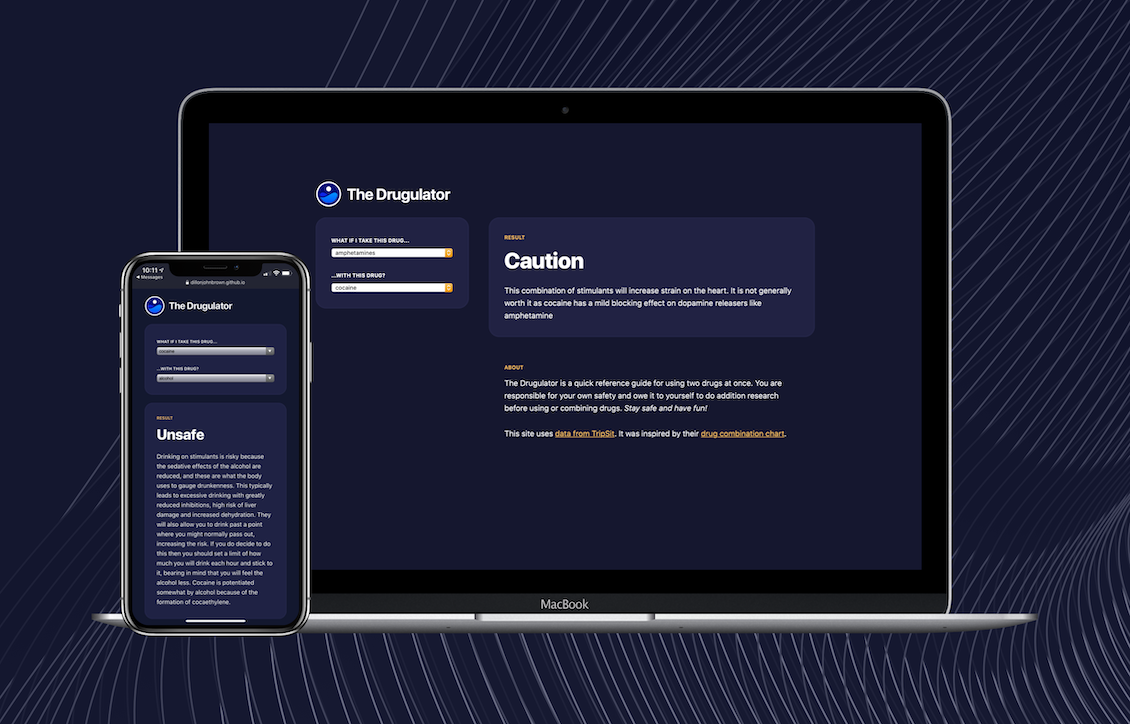 The Drugulator
WHAT IF I TAKE THIS DRUG...
amphetamines
...WITH THIS DRUG?
cocaine
RESULT
Caution
This combination of stimulants will increase strain on the heart. It is not generally
worth it as cocaine has a mild blocking effect on dopamine releasers like
amphetamine
ABOUT
The Drugulator is a quick reference guide for using two drugs at once. You are
responsible for your own safety and owe it to yourself to do addition research
before using or combining drugs. Stay safe and have fun!
This site uses data from TripSit. It was inspired by their drug combination chart.
MacBook
10:11
Messages
dillonjohnbrown.github.io
The Drugulator
WHAT IF I TAKE THIS DRUG...
cocaine
...WITH THIS DRUG?
alcohol
RESULT
Unsafe
Drinking on stimulants is risky because
the sedative effects of the alcohol are
reduced, and these are what the body
uses to gauge drunkenness. This typically
leads to excessive drinking with greatly
reduced inhibitions, high risk of liver
damage and increased dehydration. They
will also allow you to drink past a point
where you might normally pass out,
increasing the risk. If you do decide to do
this then you should set a limit of how
much you will drink each hour and stick to
it, bearing in mind that you will feel the
alcohol less. Cocaine is potentiated
somewhat by alcohol because of the
formation of cocaethylene.